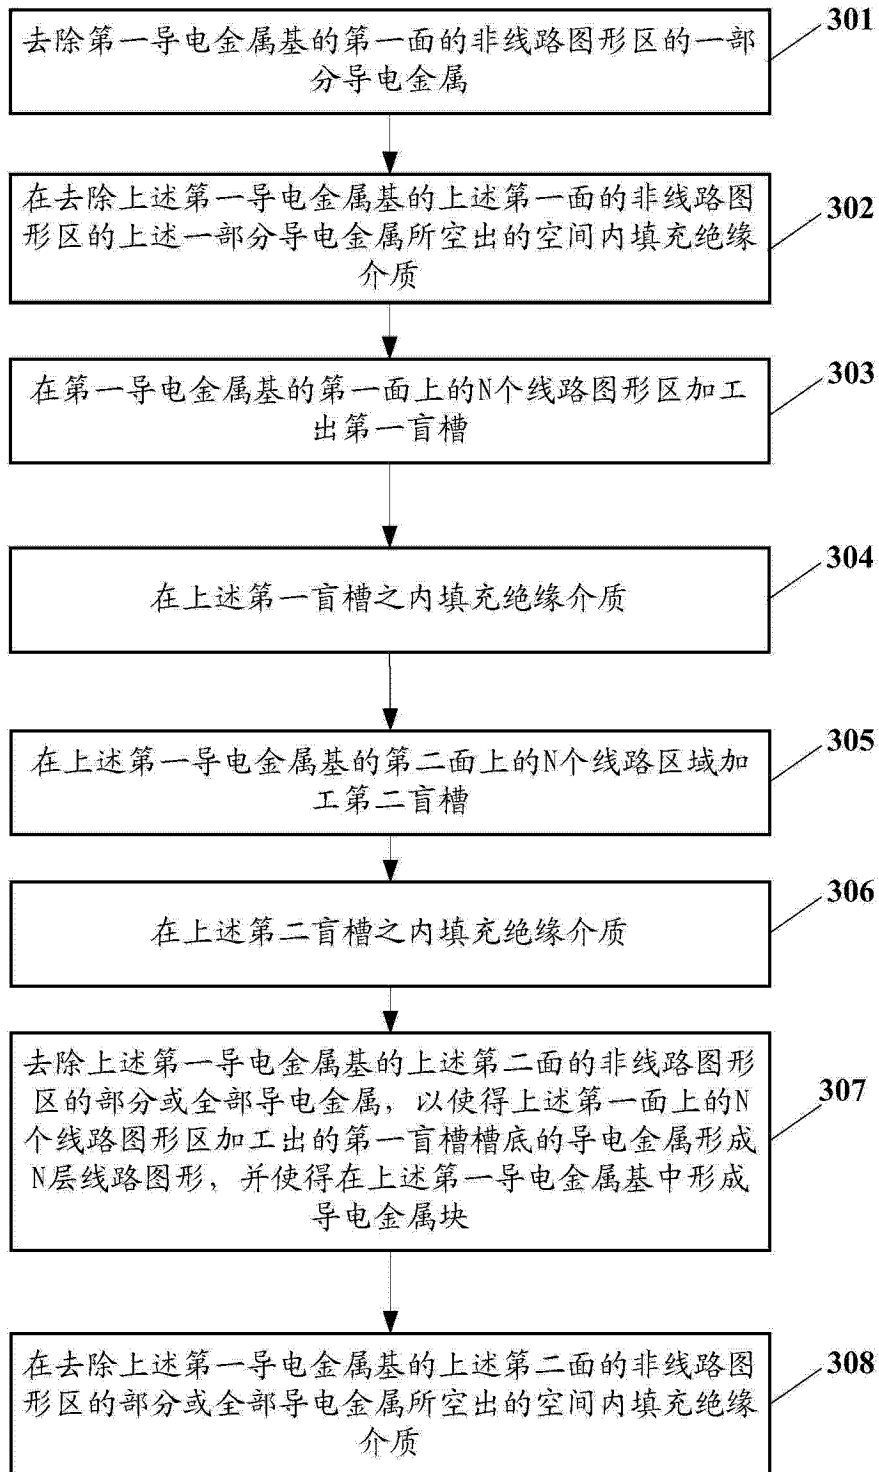 301
去除第一导电金属基的第一面的非线路图形区的一部
分导电金属
302
在去除上述第一导电金属基的上述第一面的非线路图
形区的上述一部分导电金属所空出的空间内填充绝缘
介质
303
在第一导电金属基的第一面上的N个线路图形区加工
出第一盲槽
304
在上述第一盲槽之内填充绝缘介质
305
在上述第一导电金属基的第二面上的N个线路区域加
工第二盲槽
306
在上述第二盲槽之内填充绝缘介质
307
去除上述第一导电金属基的上述第二面的非线路图形
区的部分或全部导电金属，以使得上述第一面上的N
个线路图形区加工出的第一盲槽槽底的导电金属形成
N层线路图形，并使得在上述第一导电金属基中形成
导电金属块
308
在去除上述第一导电金属基的上述第二面的非线路图
形区的部分或全部导电金属所空出的空间内填充绝缘
介质